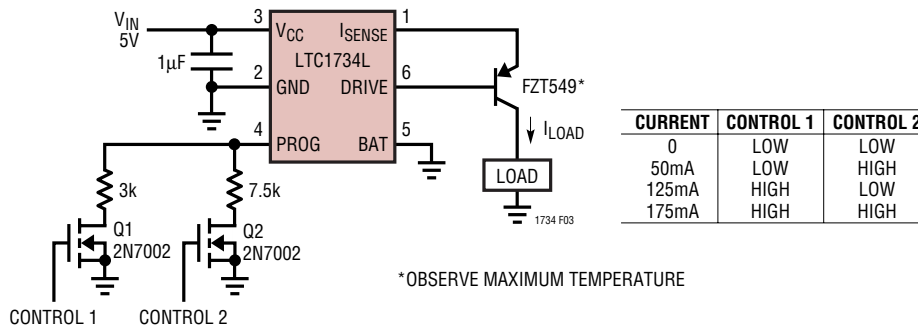 VIN
5V
1µF
3
VCC
ISENSE
1
LTC1734L
2
GND
DRIVE
6
FZT549*
4
PROG
BAT
5
ILOAD
LOAD
1734 F03
3k
7.5k
Q1
2N7002
Q2
2N7002
CONTROL 1
CONTROL 2
*OBSERVE MAXIMUM TEMPERATURE
CURRENT CONTROL 1 CONTROL 2
0 LOW LOW
50mA LOW HIGH
125mA HIGH LOW
175mA HIGH HIGH